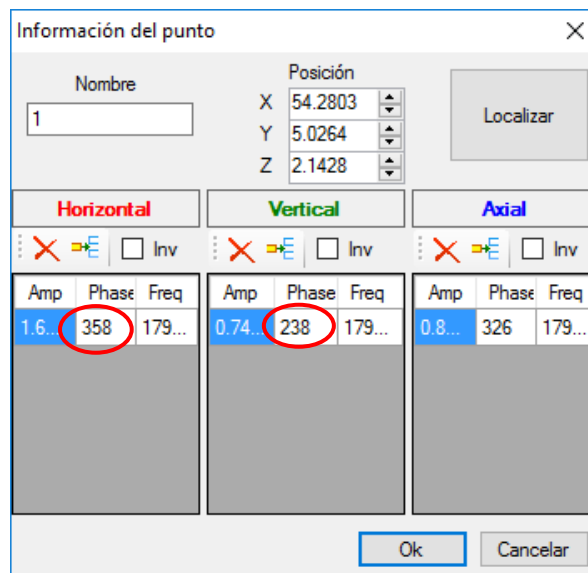 Información del punto
Nombre
1
Posición
X 54.2803
Y 5.0264
Z 2.1428
Localizar
Horizontal Vertical Axial
Inv Inv Inv
Amp Phase Freq Amp Phase Freq Amp Phase Freq
1.6... 358 179... 0.74... 238 179... 0.8... 326 179...
Ok Cancelar